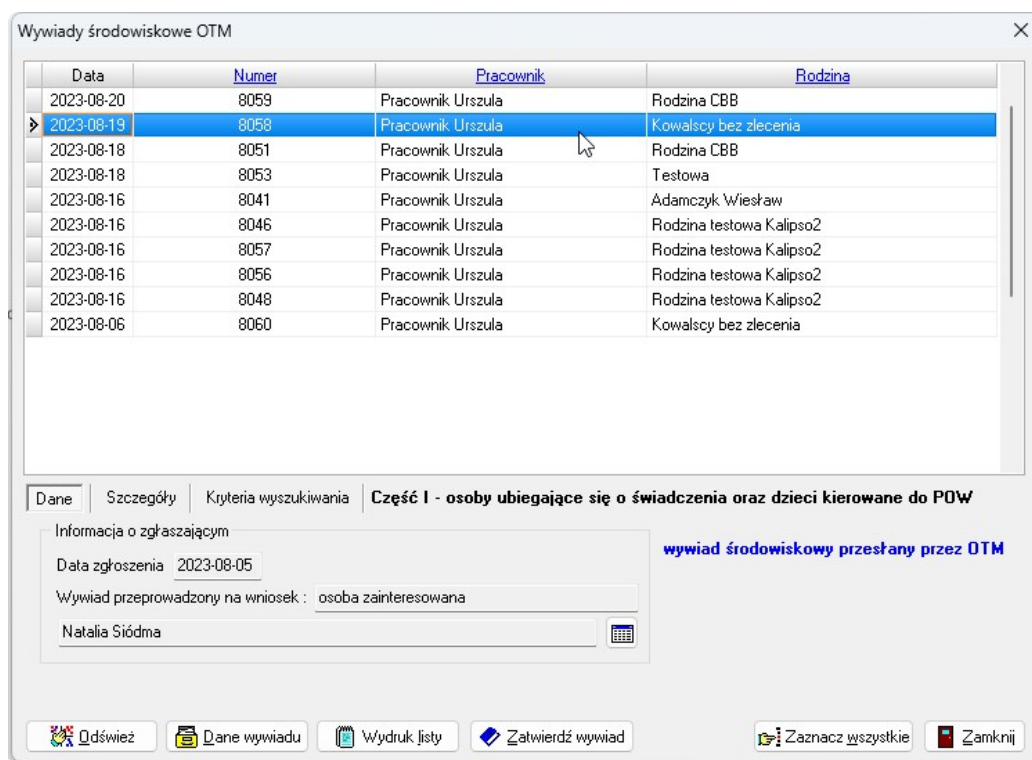 Wywiady środowiskowe OTM
Data Numer Pracownik Rodzina
2023-08-20 8059 Pracownik Urszula Rodzina CBB
2023-08-19 8058 Pracownik Urszula Kowalscy bez zlecenia
2023-08-18 8051 Pracownik Urszula Rodzina CBB
2023-08-18 8053 Pracownik Urszula Testowa
2023-08-16 8041 Pracownik Urszula Adamczyk Wiesław
2023-08-16 8046 Pracownik Urszula Rodzina testowa Kalipso2
2023-08-16 8057 Pracownik Urszula Rodzina testowa Kalipso2
2023-08-16 8056 Pracownik Urszula Rodzina testowa Kalipso2
2023-08-16 8048 Pracownik Urszula Rodzina testowa Kalipso2
2023-08-06 8060 Pracownik Urszula Kowalscy bez zlecenia
Dane Szczegóły Kryteria wyszukiwania Część I - osoby ubiegające się o świadczenia oraz dzieci kierowane do POW
Informacja o zgłaszającym
wywiad środowiskowy przesłany przez OTM
Data zgłoszenia 2023-08-05
Wywiad przeprowadzony na wniosek : osoba zainteresowana
Natalia Siódma
Odśwież Dane wywiadu Wydruk listy Zatwierdź wywiad Zaznacz wszystkie Zamknij